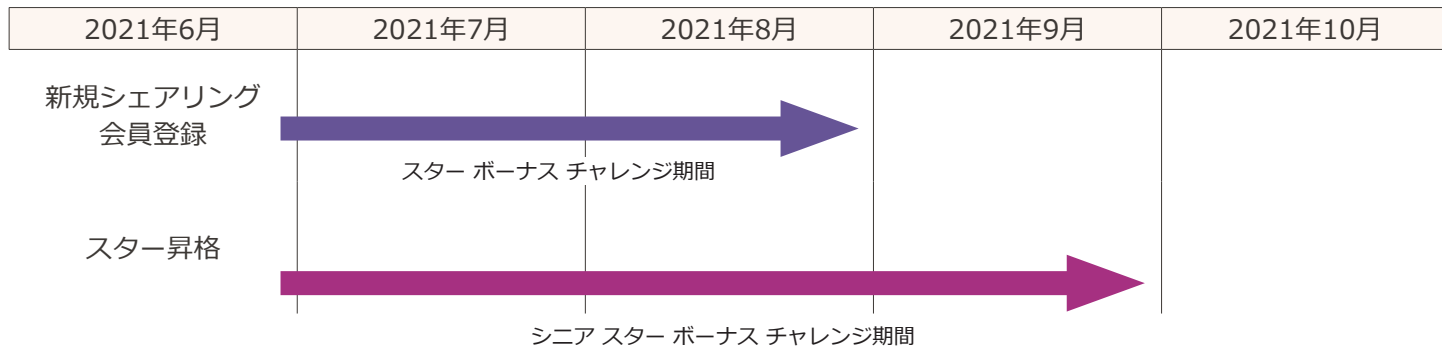 2021年6月 2021年7月 2021年8月 2021年9月 2021年10月
新規シェアリング
会員登録
スター ボーナス チャレンジ期間
スター昇格
シニア スター ボーナス チャレンジ期間